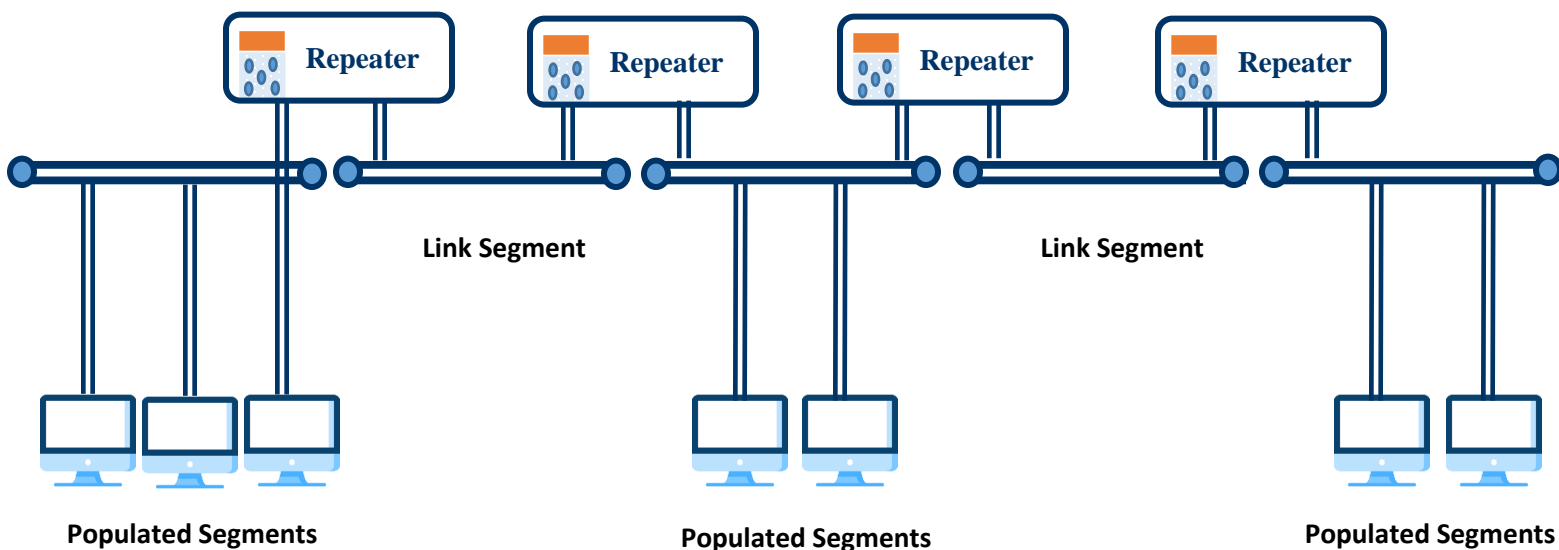 Repeater
Repeater
Repeater
Repeater
Link Segment
Link Segment
Populated Segments
Populated Segments
Populated Segments